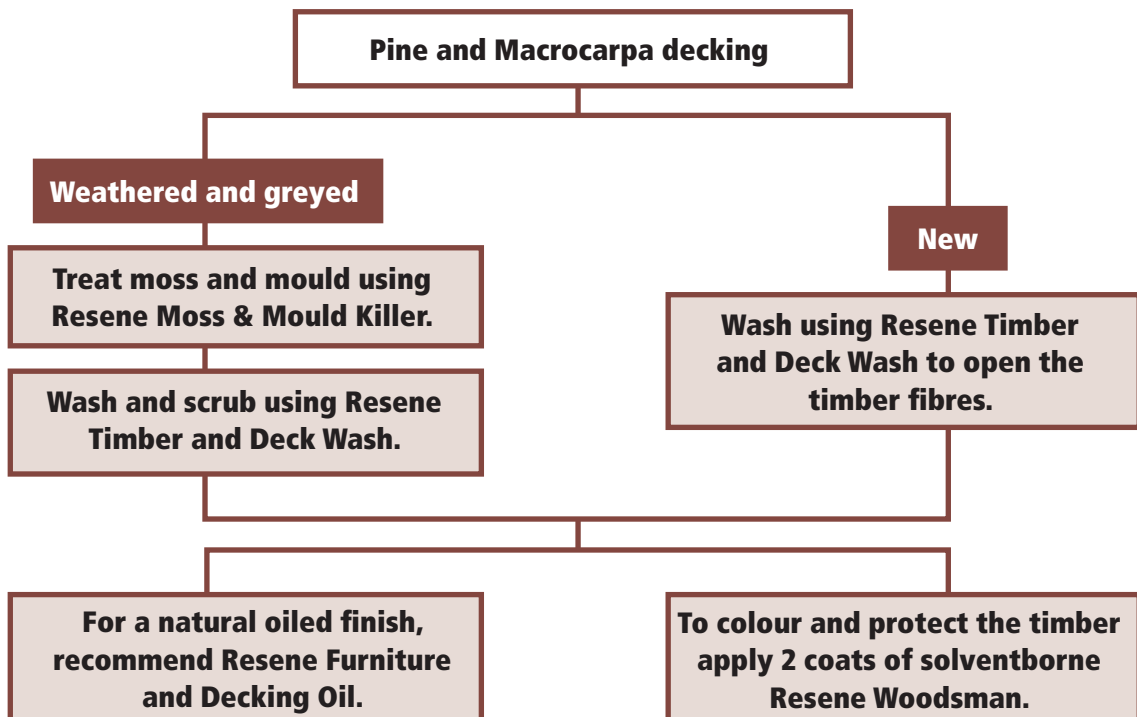 Pine and Macrocarpa decking
Weathered and greyed
Treat moss and mould using
Resene Moss & Mould Killer.
Wash and scrub using Resene
Timber and Deck Wash.
New
Wash using Resene Timber
and Deck Wash to open the
timber fibres.
For a natural oiled finish,
recommend Resene Furniture
and Decking Oil.
To colour and protect the timber
apply 2 coats of solventborne
Resene Woodsman.